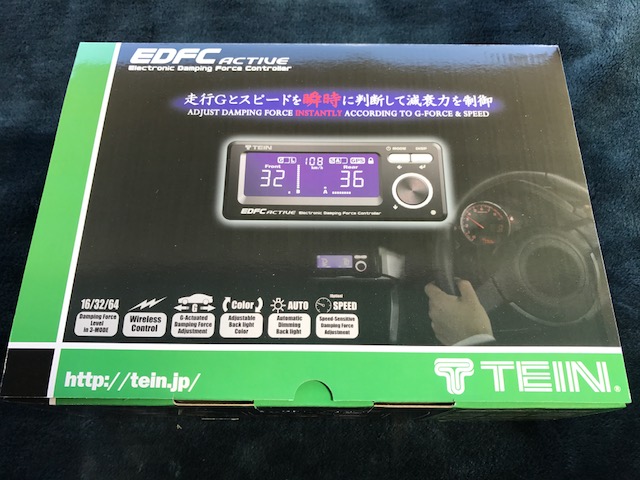 EDFC ACTIVE
Electronic Damping Force Controller
走行Gとスピードを瞬時に判断して減衰力を制御
ADJUST DAMPING FORCE INSTANTLY ACCORDING TO G-FORCE & SPEED
TEIN
108
km/h
GPS
Front
Rear
32
36
EDFC ACTIVE Electronic Damping Force Controller
16/32/64
Damping Force
Level
in 3-MODE
Wireless
Control
G
G-Actuated
Damping Force
Adjustment
Color
Adjustable
Back light
Color
AUTO
Automatic
Dimming
Back light
SPEED
Speed-Sensitive
Damping Force
Adjustment
http://tein.jp/
TEIN®